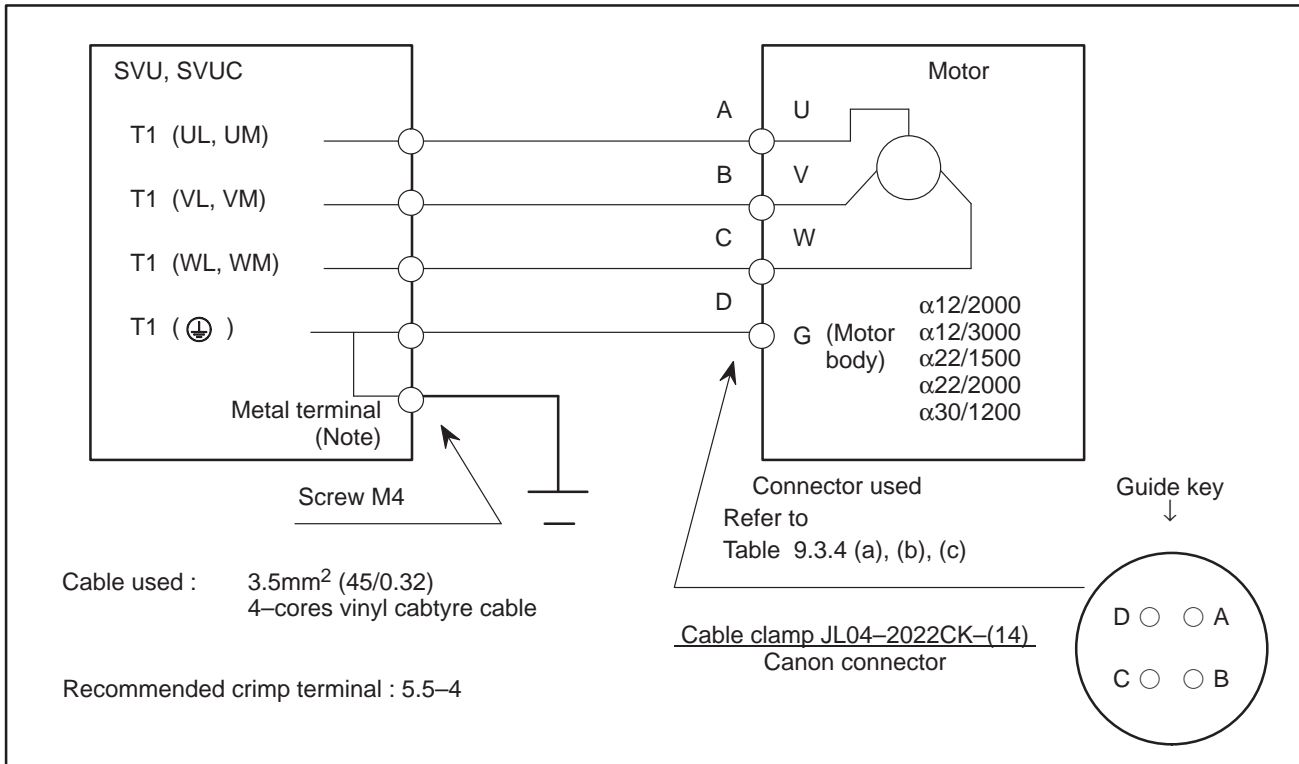 SVU, SVUC
Motor
T1 (UL, UM)
A
U
T1 (VL, VM)
B
V
T1 (WL, WM)
C
W
T1 (⏚)
D
G (Motor
body)
α12/2000
α12/3000
α22/1500
α22/2000
α30/1200
Metal terminal
(Note)
Screw M4
Connector used
Refer to
Table 9.3.4 (a), (b), (c)
Guide key
↓
Cable used : 3.5mm² (45/0.32)
4–cores vinyl cabtyre cable
Cable clamp JL04–2022CK–(14)
Canon connector
D ○ ○ A
C ○ ○ B
Recommended crimp terminal : 5.5–4